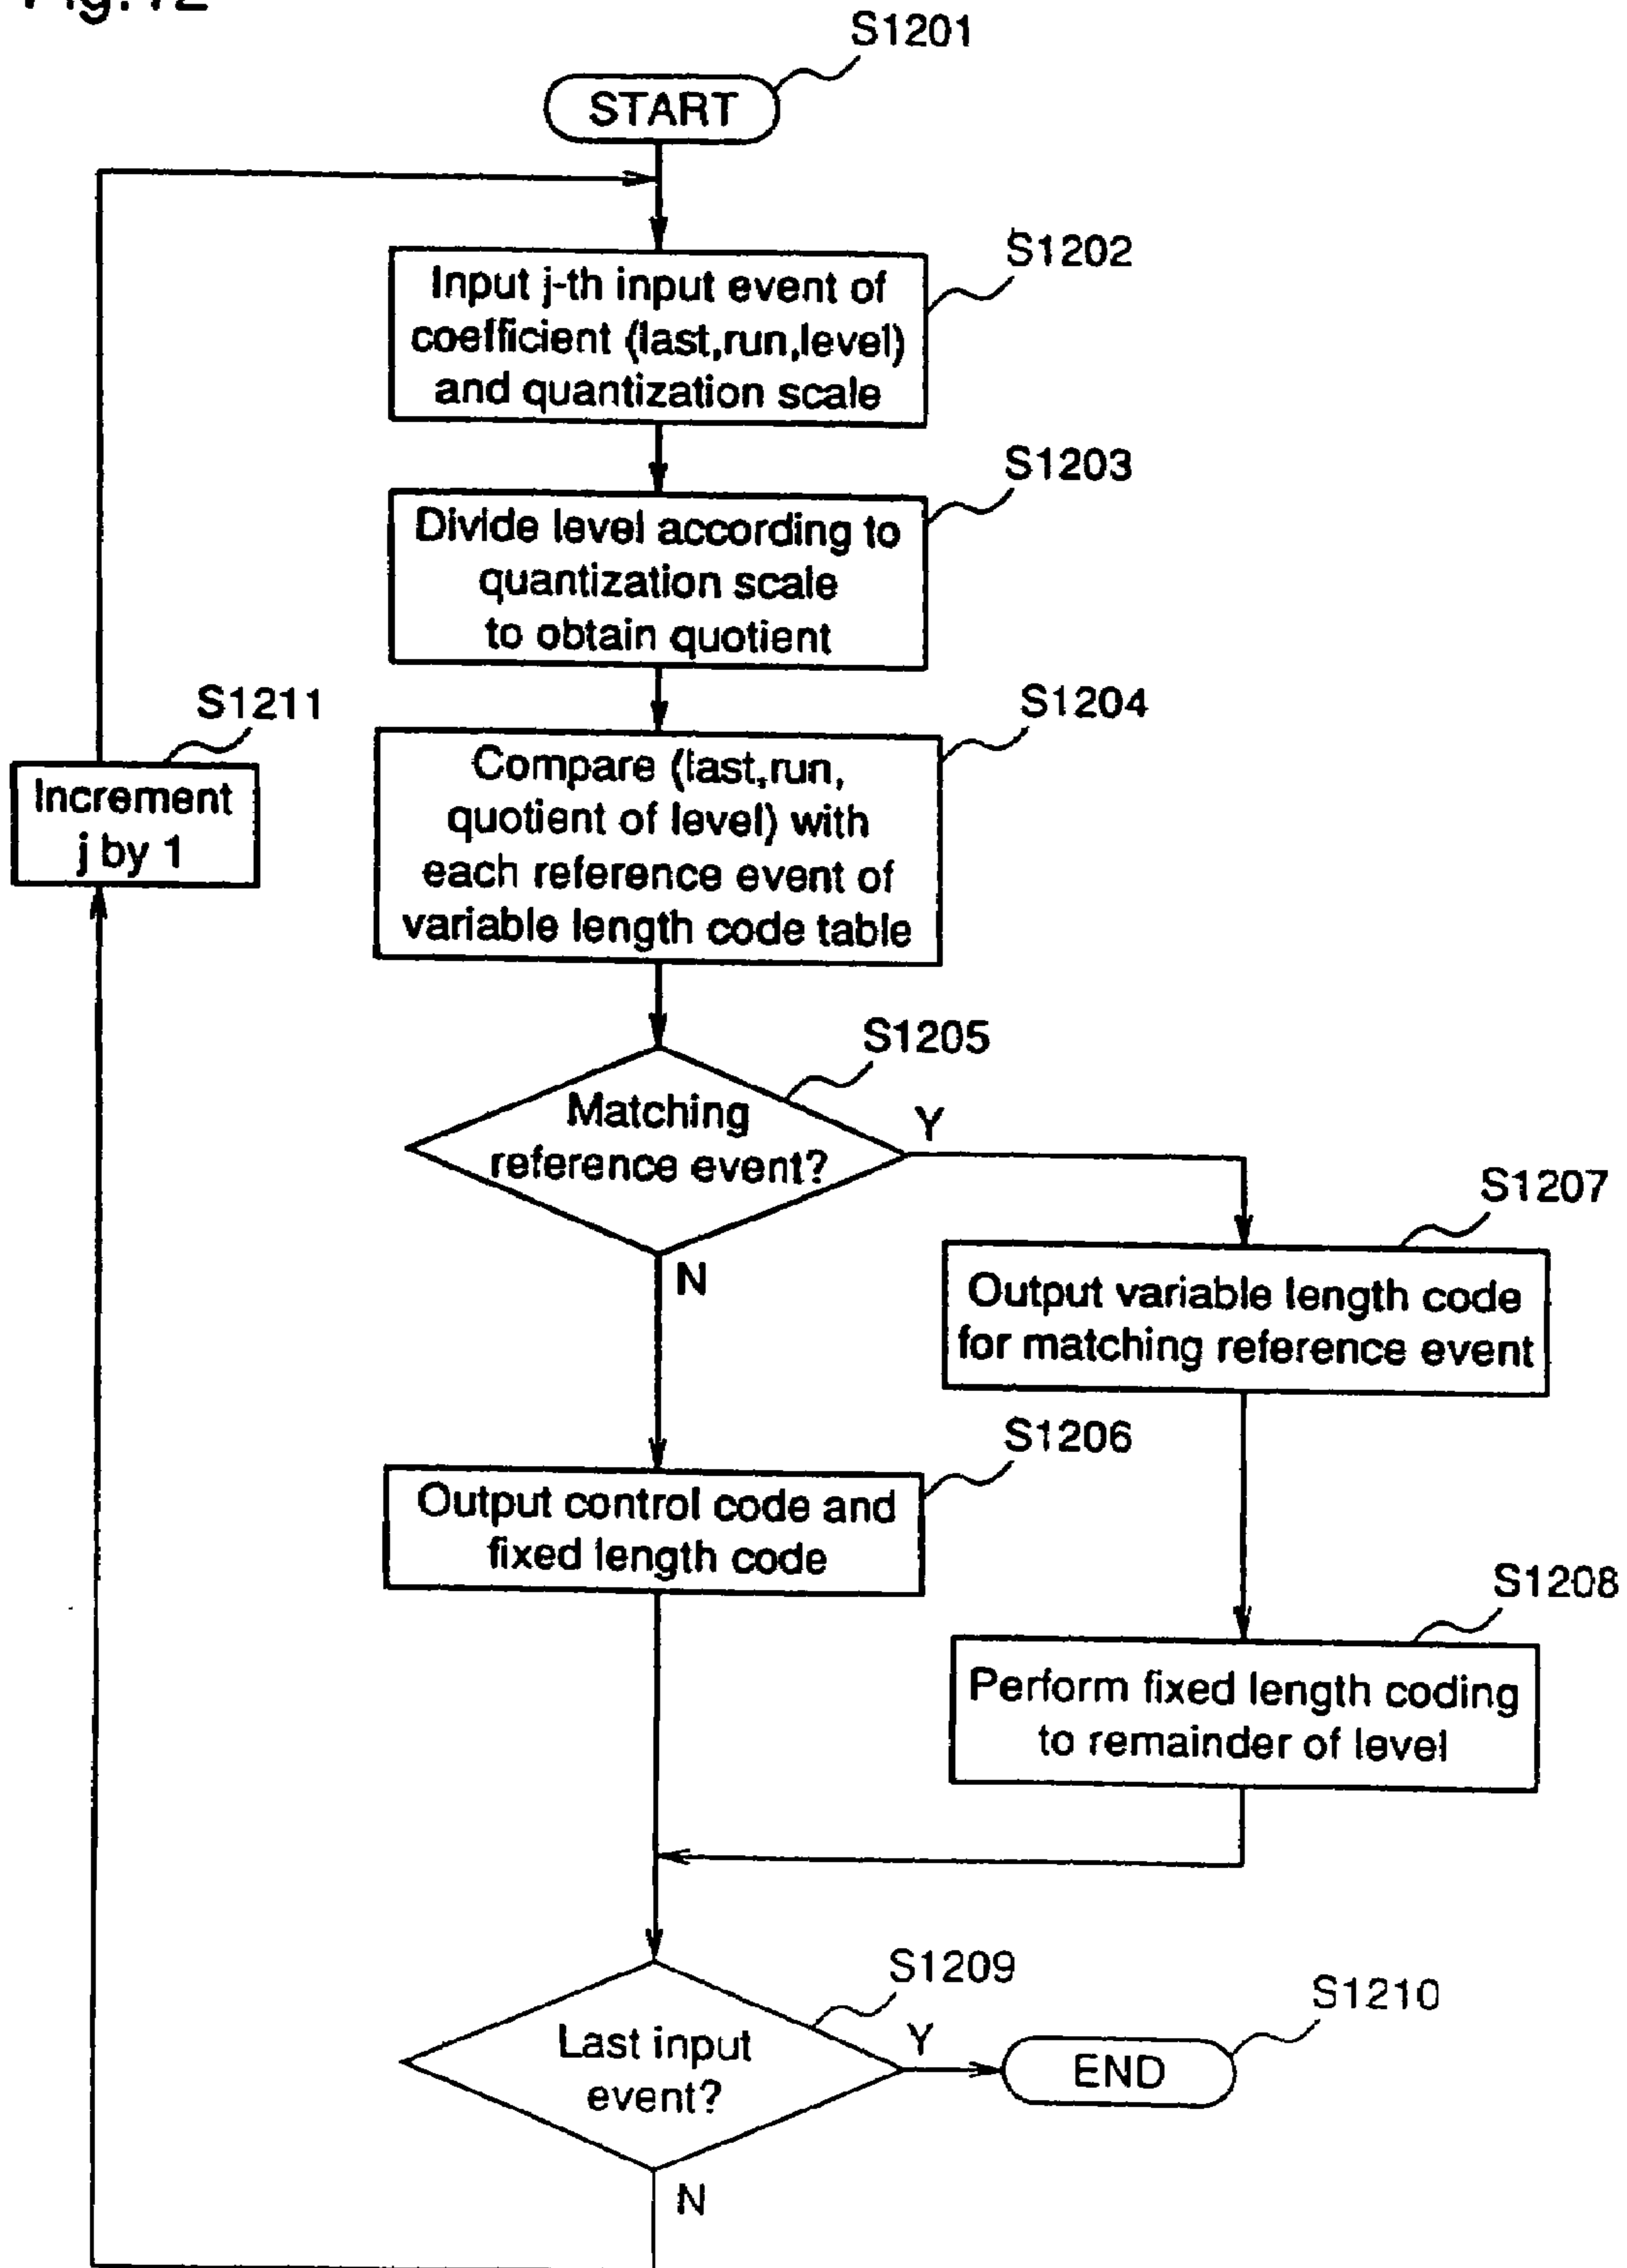 Fig.12
S1201
START
S1202
Input j-th input event of
coefficient (last,run,level)
and quantization scale
S1203
Divide level according to
quantization scale
to obtain quotient
S1211
Increment
j by 1
S1204
Compare (last,run,
quotient of level) with
each reference event of
variable length code table
S1205
Matching
reference event?
Y
N
S1207
Output variable length code
for matching reference event
S1206
Output control code and
fixed length code
S1208
Perform fixed length coding
to remainder of level
S1209
Last input
event?
Y
S1210
END
N